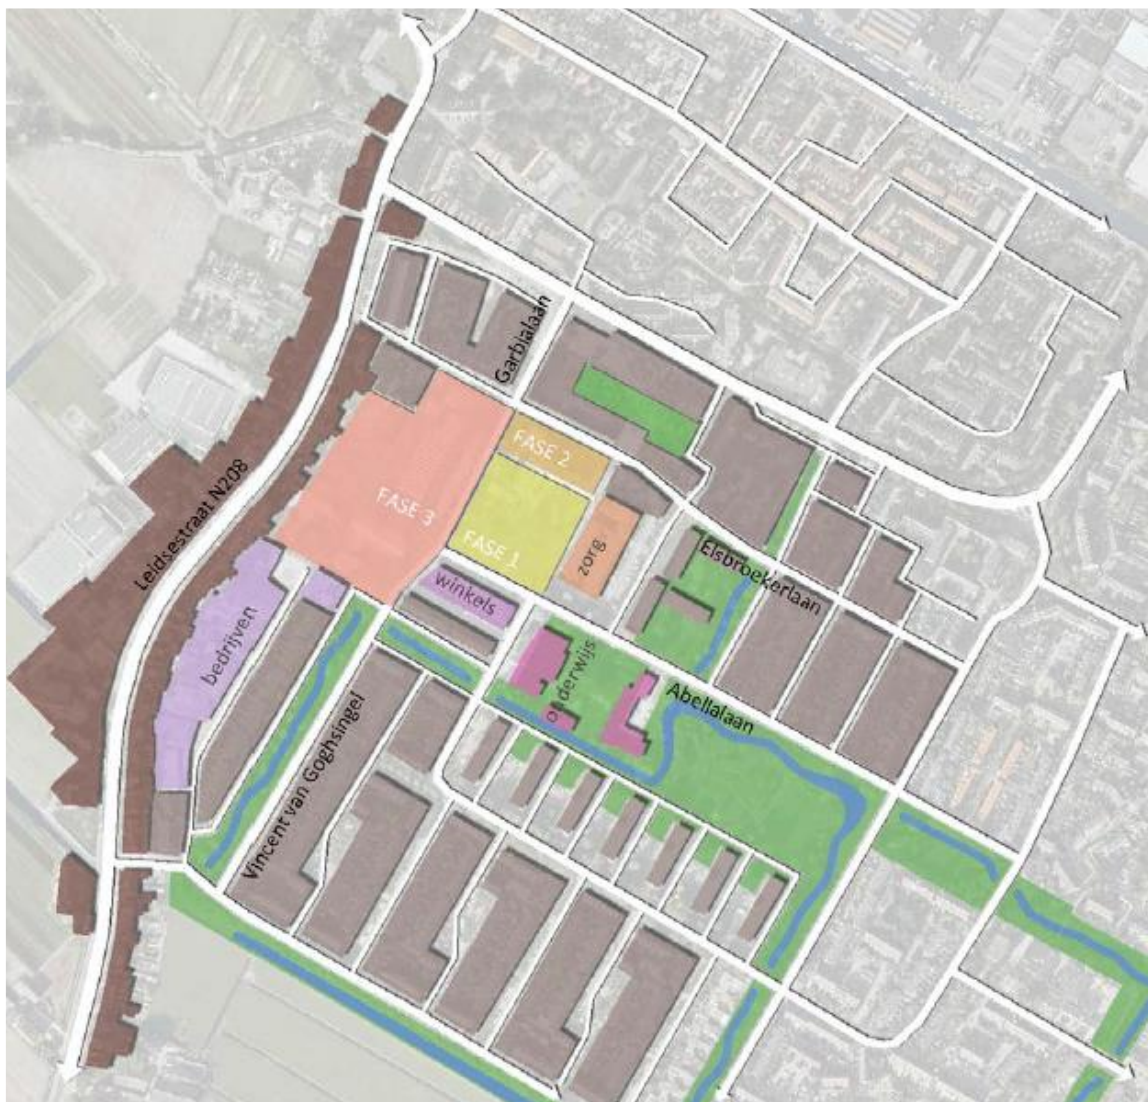 Garbialaan
FASE 2
FASE 3
Leidsestraat N208
FASE 1
zorg
Elsbroekerlaan
winkels
bedrijven
onderwijs
Abellalaan
Vincent van Goghsingel